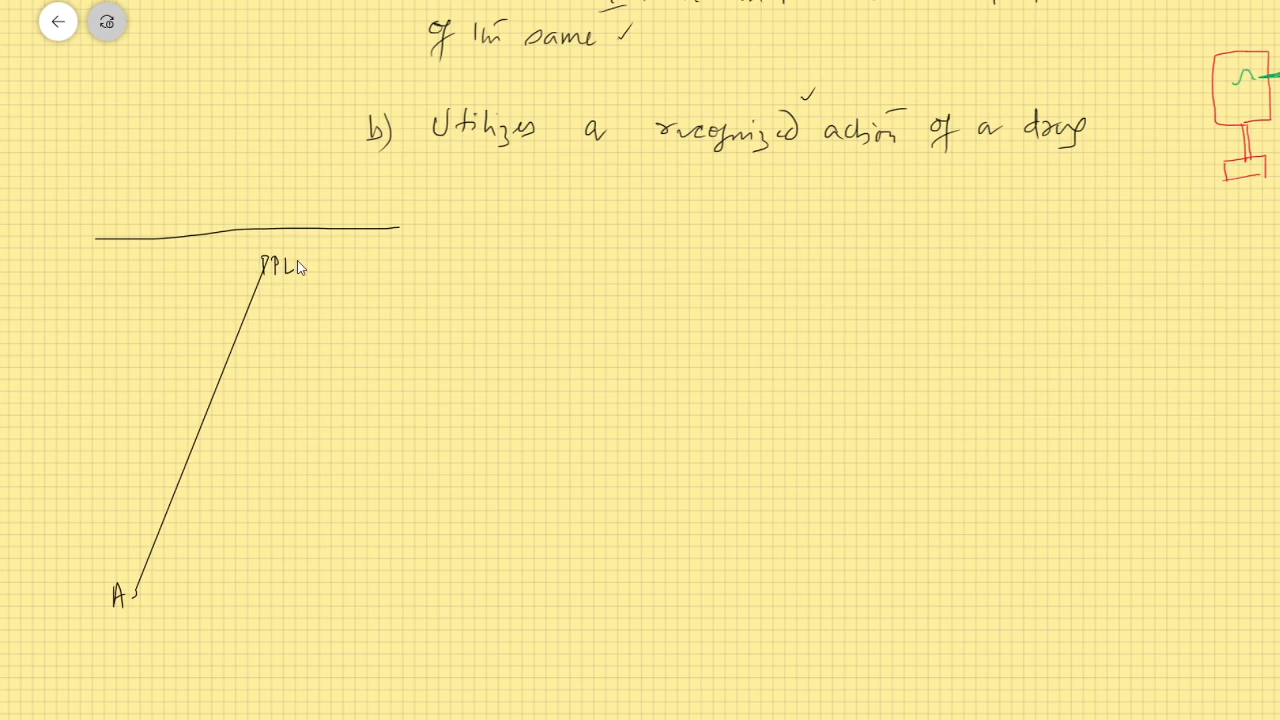 of the same ✓
b) Utilizes a recognized ✓ action of a drug
PPL
A